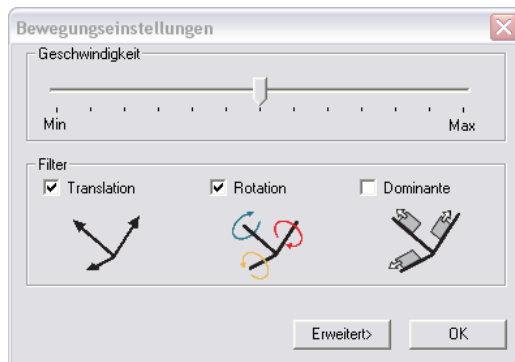 Bewegungseinstellungen
Geschwindigkeit
Min Max
Filter
Translation Rotation Dominante
Erweitert> OK